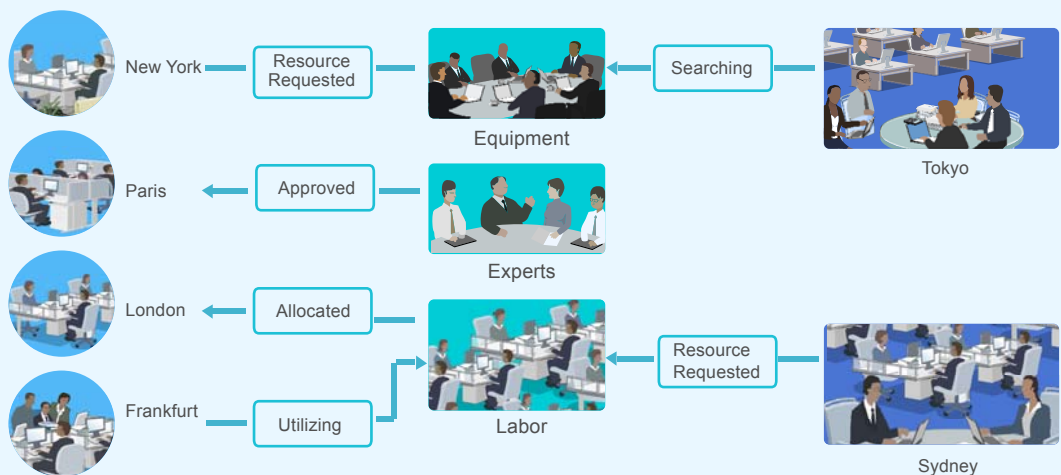 New York
Resource
Requested
Equipment
Searching
Tokyo
Paris
Approved
Experts
London
Allocated
Labor
Resource
Requested
Sydney
Frankfurt
Utilizing